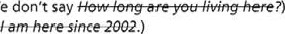 e don't say How long are you living here?)
I am here since 2002.)